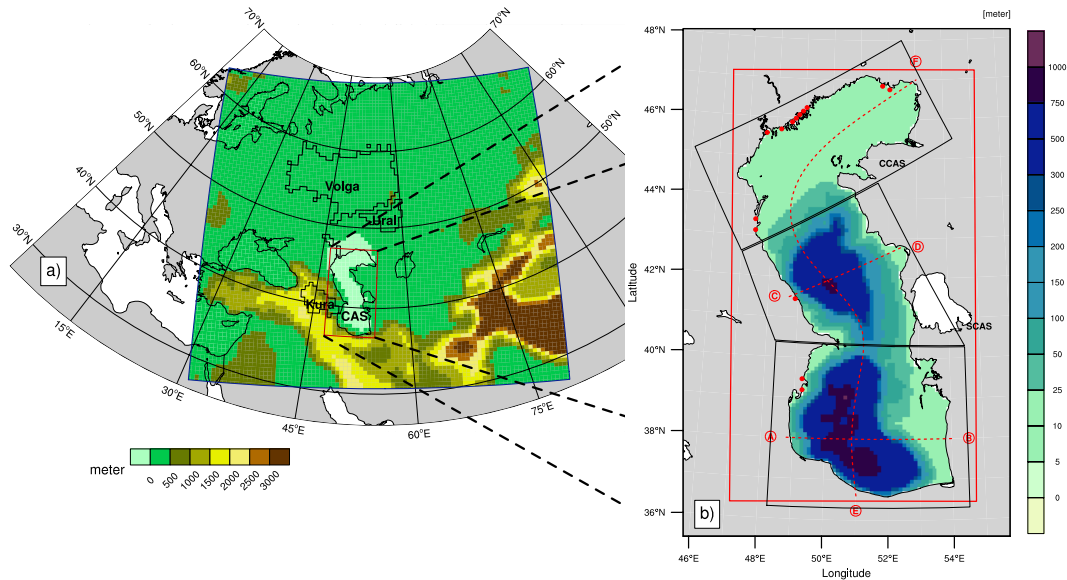 70°N
60°N
50°N
40°N
30°N
15°E
30°E
45°E
60°E
75°E
50°N
60°N
70°N
Volga
Ural
Kura
CAS
a)
meter
0
500
1000
1500
2000
2500
3000
[meter]
48°N
46°N
44°N
42°N
40°N
38°N
36°N
Latitude
46°E
48°E
50°E
52°E
54°E
Longitude
F
CCAS
D
C
SCAS
A
B
E
b)
1000
750
500
300
250
200
150
100
50
25
10
5
0